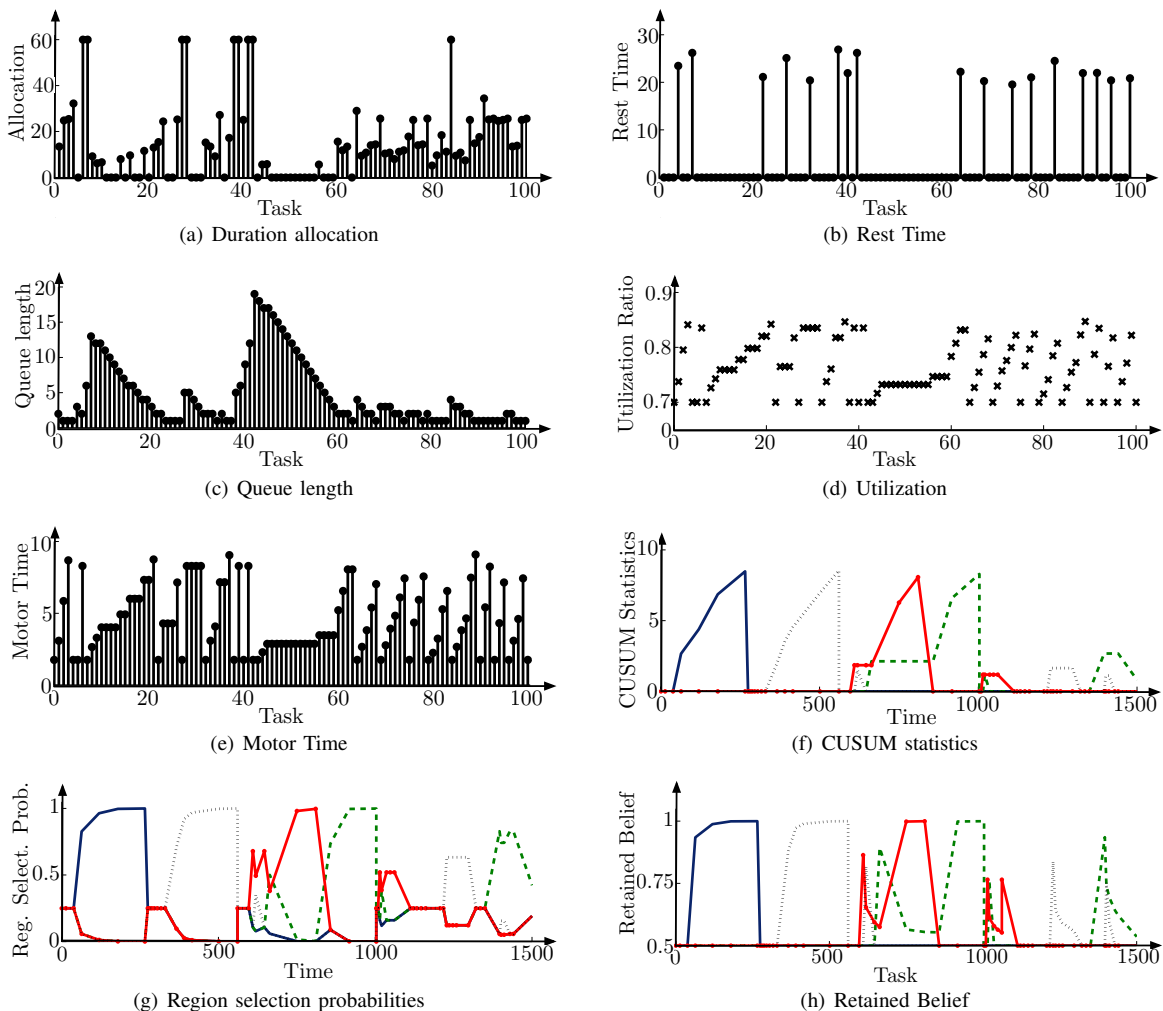 Allocation
60
40
20
0
20
40
60
80
100
Task
(a) Duration allocation
Rest Time
30
20
10
0
0
20
40
60
80
100
Task
(b) Rest Time
Queue length
20
15
10
5
0
0
20
40
60
80
100
Task
(c) Queue length
Utilization Ratio
0.9
0.8
0.7
0
0
20
40
60
80
100
Task
(d) Utilization
Motor Time
10
5
0
0
20
40
60
80
100
Task
(e) Motor Time
CUSUM Statistics
10
5
0
0
500
1000
1500
Time
(f) CUSUM statistics
Reg. Select. Prob.
1
0.5
0
0
500
1000
1500
Time
(g) Region selection probabilities
Retained Belief
1
0.75
0.5
0
500
1000
1500
Task
(h) Retained Belief